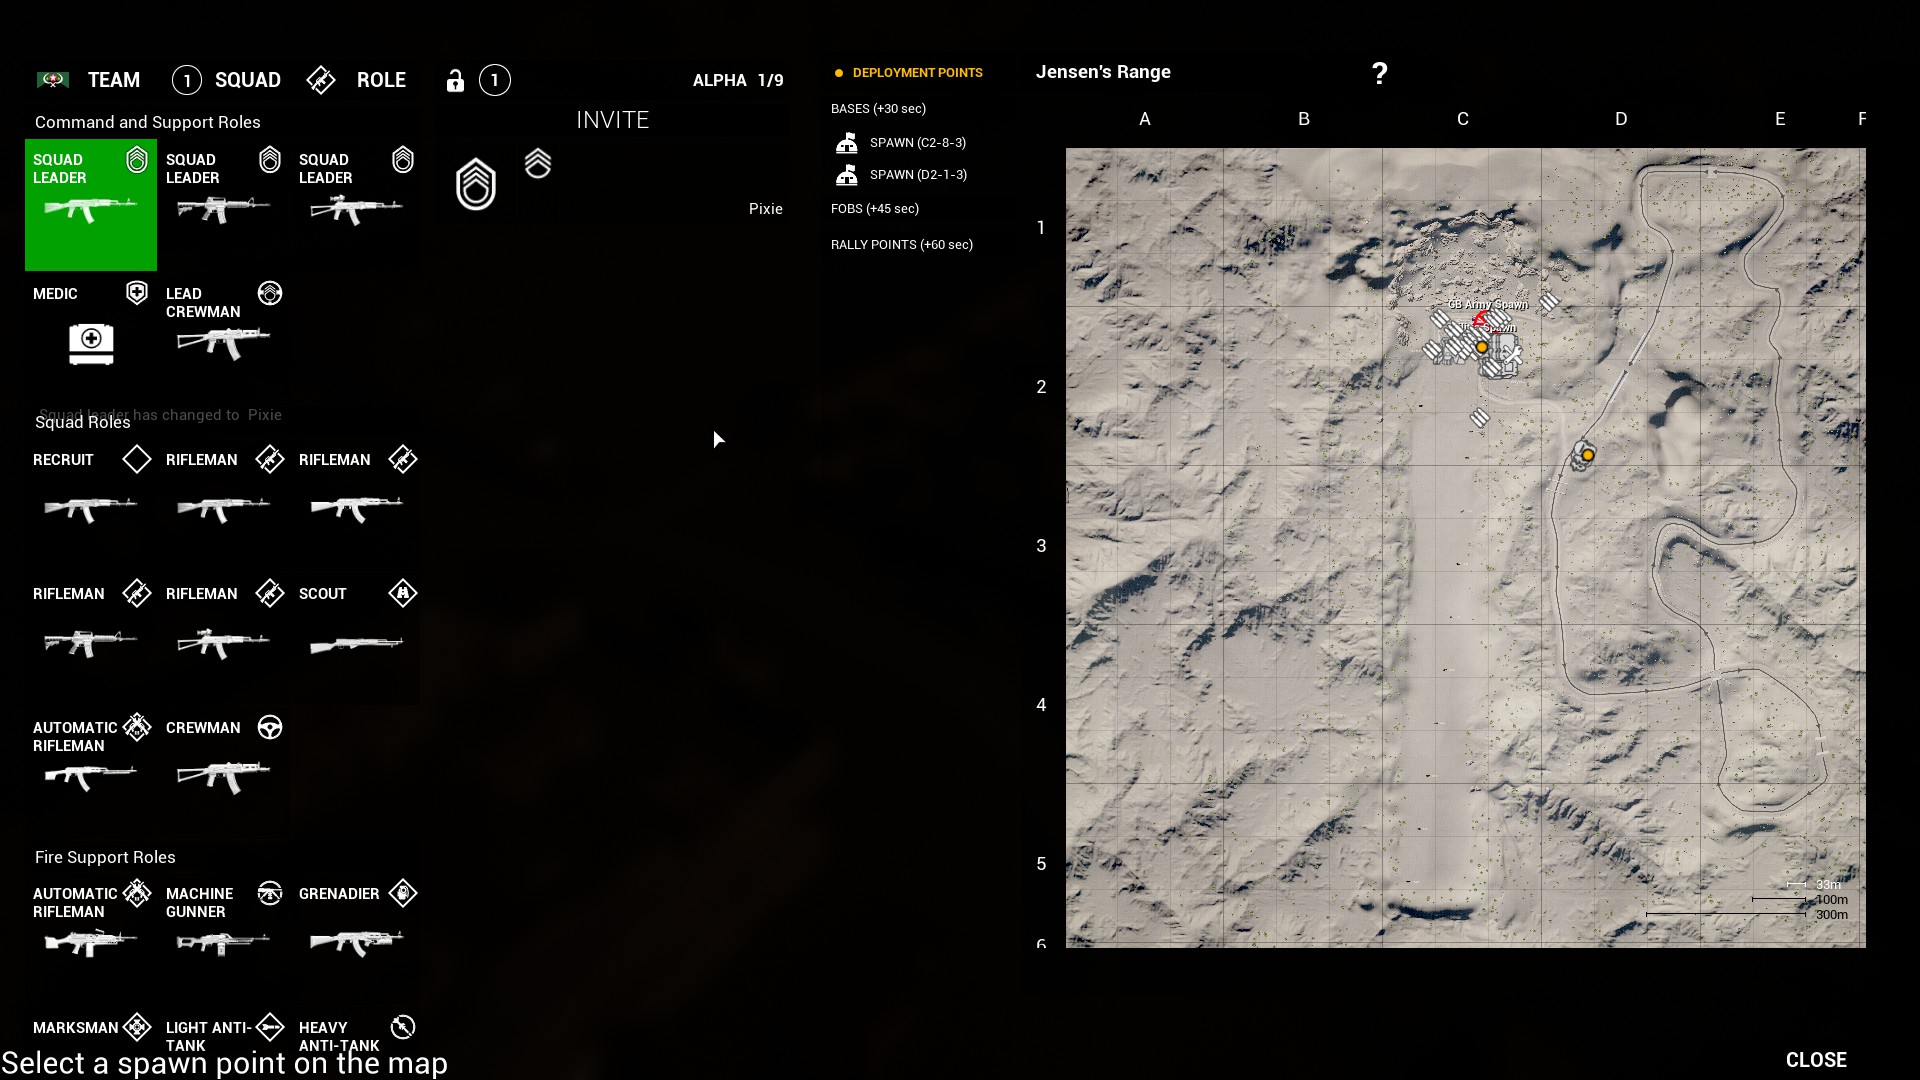 TEAM 1 SQUAD ROLE
Command and Support Roles
SQUAD LEADER
SQUAD LEADER
SQUAD LEADER
MEDIC
LEAD CREWMAN
Squad leader has changed to Pixie
Squad Roles
RECRUIT
RIFLEMAN
RIFLEMAN
RIFLEMAN
RIFLEMAN
SCOUT
AUTOMATIC RIFLEMAN
CREWMAN
Fire Support Roles
AUTOMATIC RIFLEMAN
MACHINE GUNNER
GRENADIER
MARKSMAN
LIGHT ANTI-TANK
HEAVY ANTI-TANK
Select a spawn point on the map
1 ALPHA 1/9
INVITE
Pixie
DEPLOYMENT POINTS
BASES (+30 sec)
SPAWN (C2-8-3)
SPAWN (D2-1-3)
FOBS (+45 sec)
RALLY POINTS (+60 sec)
Jensen's Range ?
A B C D E F
1
2
3
4
5
6
GB Army Spawn
Spawn
33m
100m
300m
CLOSE